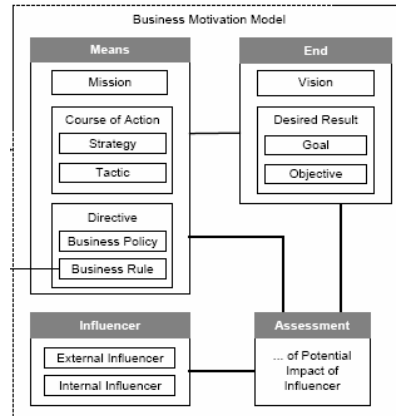 Business Motivation Model
Means
Mission
Course of Action
Strategy
Tactic
Directive
Business Policy
Business Rule
End
Vision
Desired Result
Goal
Objective
Influencer
External Influencer
Internal Influencer
Assessment
... of Potential
Impact of
Influencer